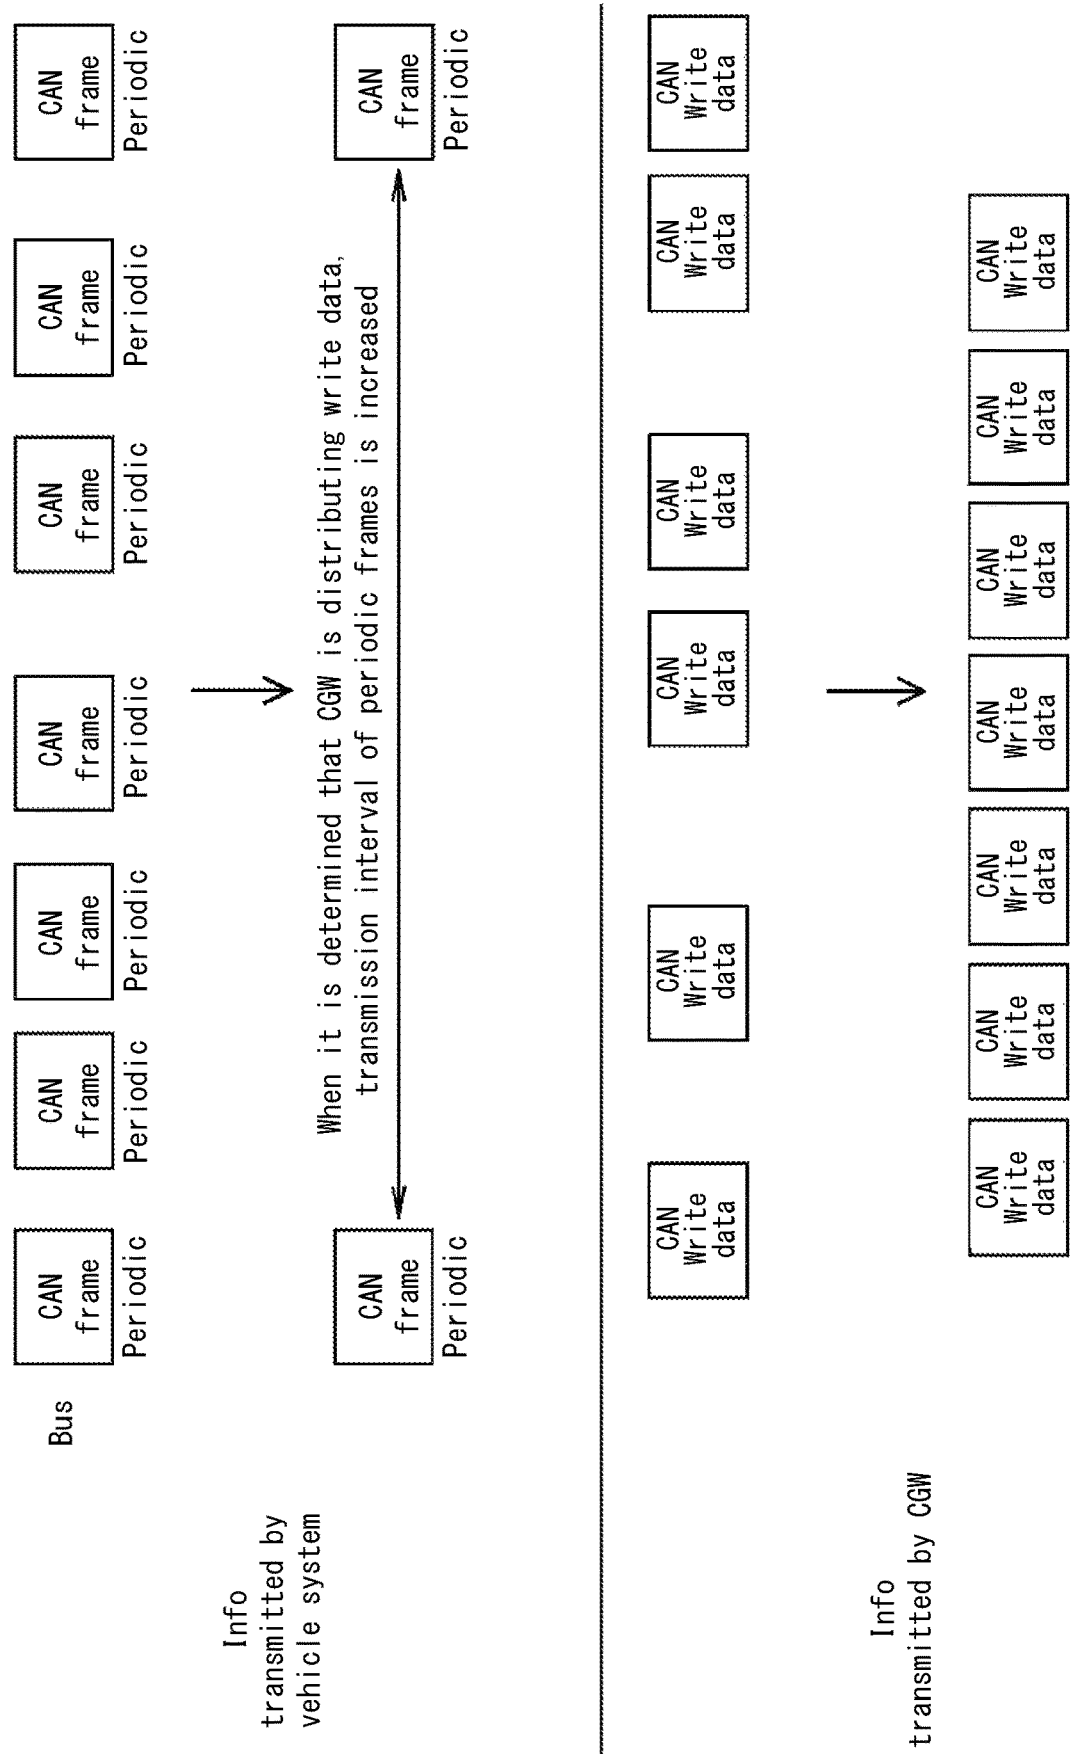 Bus
CAN
frame
Periodic
CAN
frame
Periodic
CAN
frame
Periodic
CAN
frame
Periodic
CAN
frame
Periodic
CAN
frame
Periodic
CAN
frame
Periodic
Info
transmitted by
vehicle system
When it is determined that CGW is distributing write data,
transmission interval of periodic frames is increased
CAN
frame
Periodic
CAN
frame
Periodic
CAN
Write
data
CAN
Write
data
CAN
Write
data
CAN
Write
data
CAN
Write
data
CAN
Write
data
Info
transmitted by CGW
CAN
Write
data
CAN
Write
data
CAN
Write
data
CAN
Write
data
CAN
Write
data
CAN
Write
data
CAN
Write
data